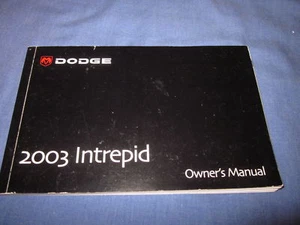 DODGE
2003 Intrepid
Owner's Manual